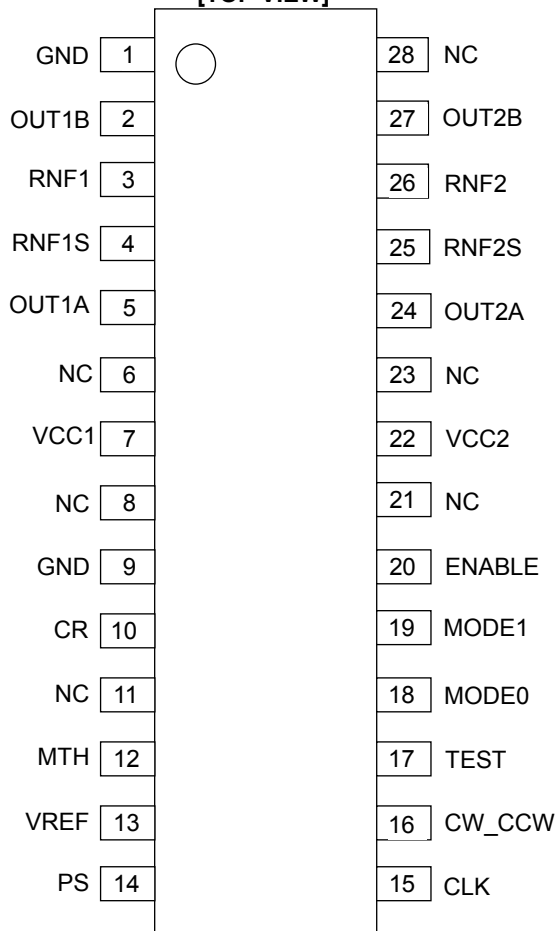 GND 1 28 NC
OUT1B 2 27 OUT2B
RNF1 3 26 RNF2
RNF1S 4 25 RNF2S
OUT1A 5 24 OUT2A
NC 6 23 NC
VCC1 7 22 VCC2
NC 8 21 NC
GND 9 20 ENABLE
CR 10 19 MODE1
NC 11 18 MODE0
MTH 12 17 TEST
VREF 13 16 CW_CCW
PS 14 15 CLK